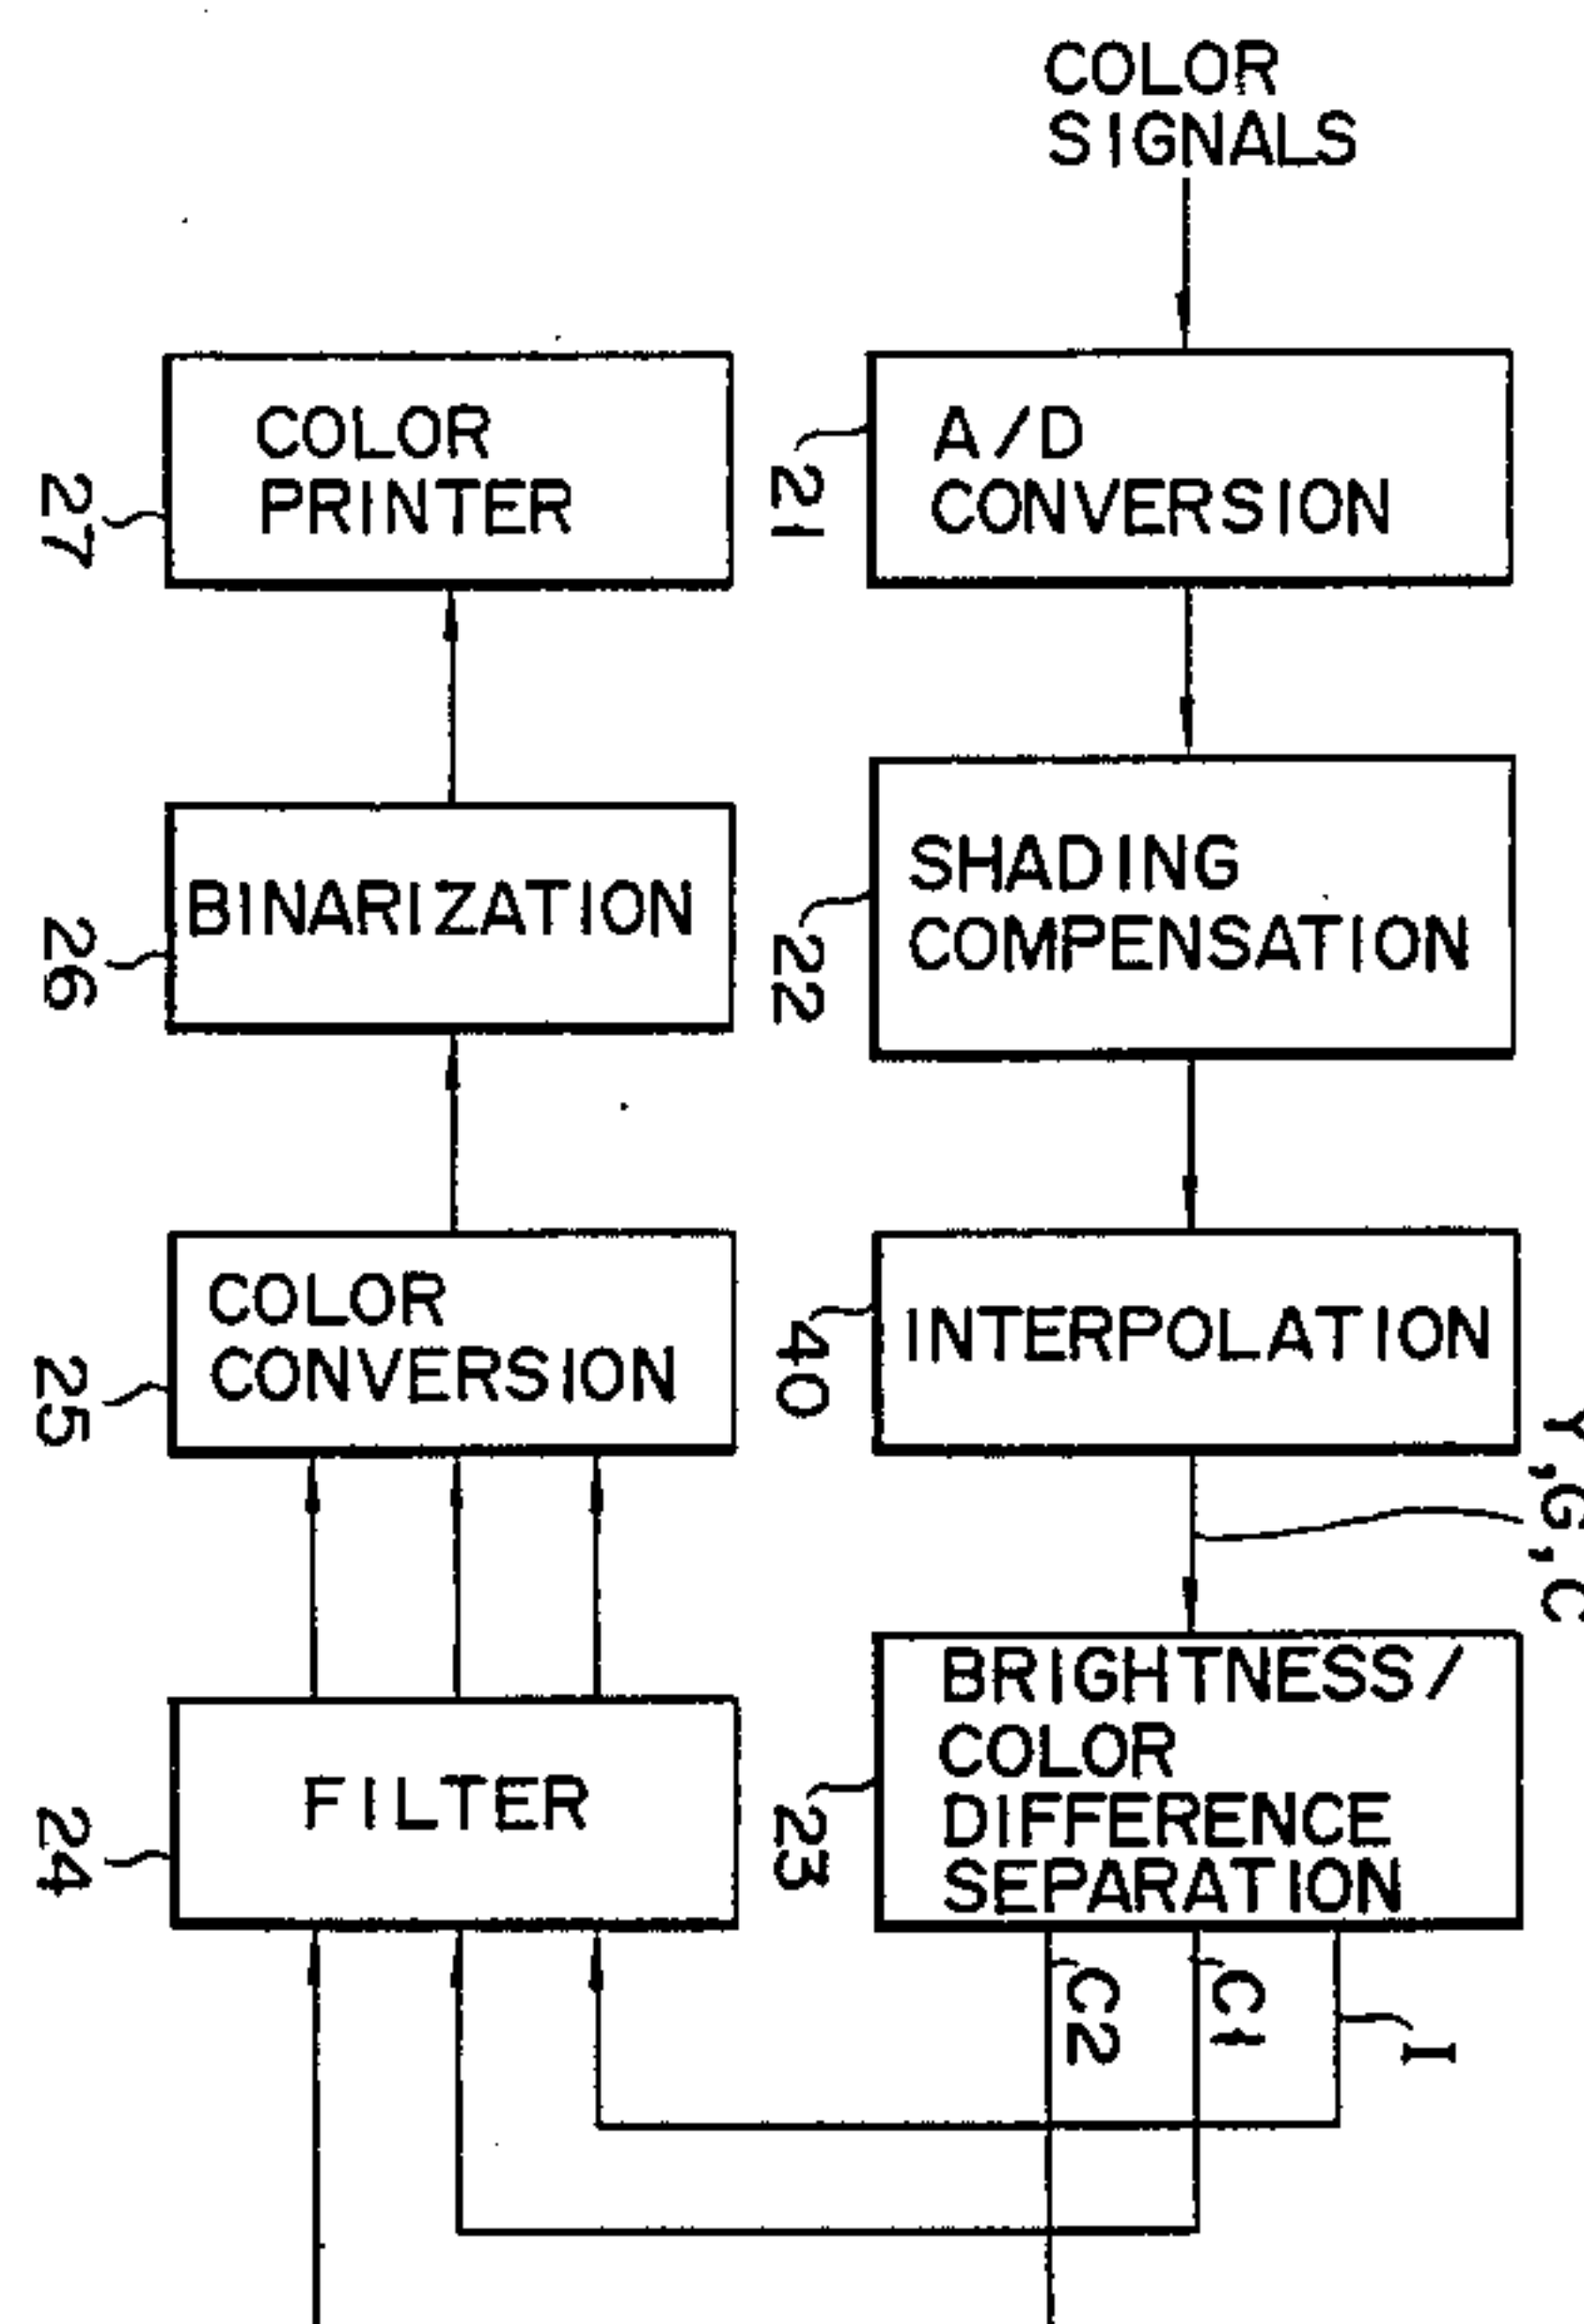 COLOR
SIGNALS
A/D
CONVERSION
21
SHADING
COMPENSATION
22
INTERPOLATION
40
Y,G,C
BRIGHTNESS/
COLOR
DIFFERENCE
SEPARATION
23
I
C1
C2
FILTER
24
COLOR
CONVERSION
25
BINARIZATION
26
COLOR
PRINTER
27